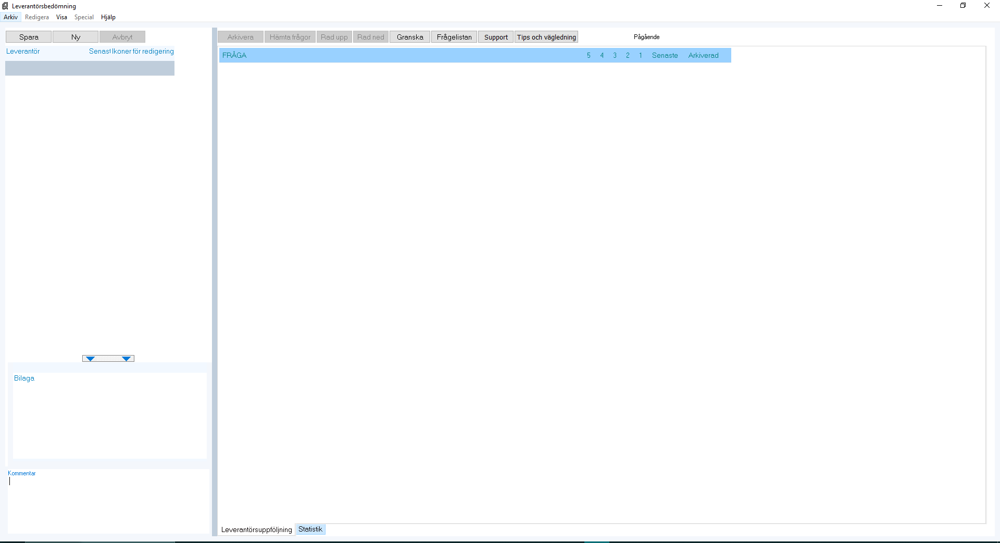 Leverantörsbedömning
Arkiv Redigera Visa Special Hjälp
Spara Ny Avbryt Arkivera Hämta frågor Rad upp Rad ned Granska Frågelistan Support Tips och vägledning Pågående
Leverantör Senast Ikoner för redigering
FRÅGA 5 4 3 2 1 Senaste Arkiverad
Bilaga
Kommentar
Leverantörsuppföljning Statistik